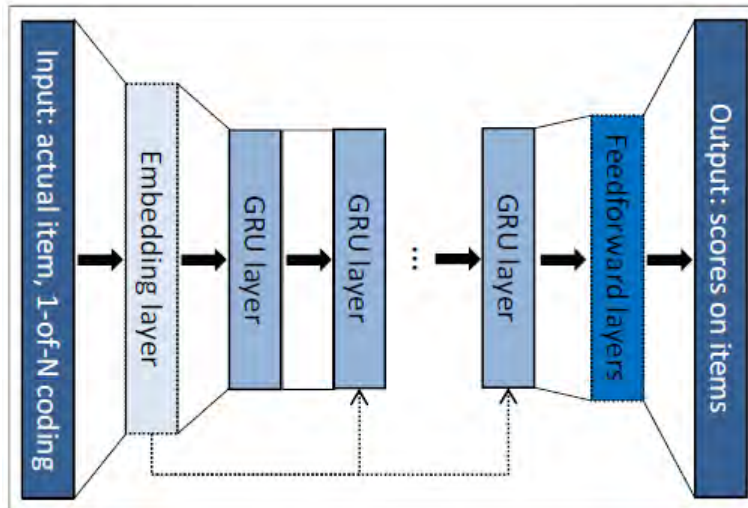 Input: actual item, 1-of-N coding
Embedding layer
GRU layer
GRU layer
...
GRU layer
Feedforward layers
Output: scores on items